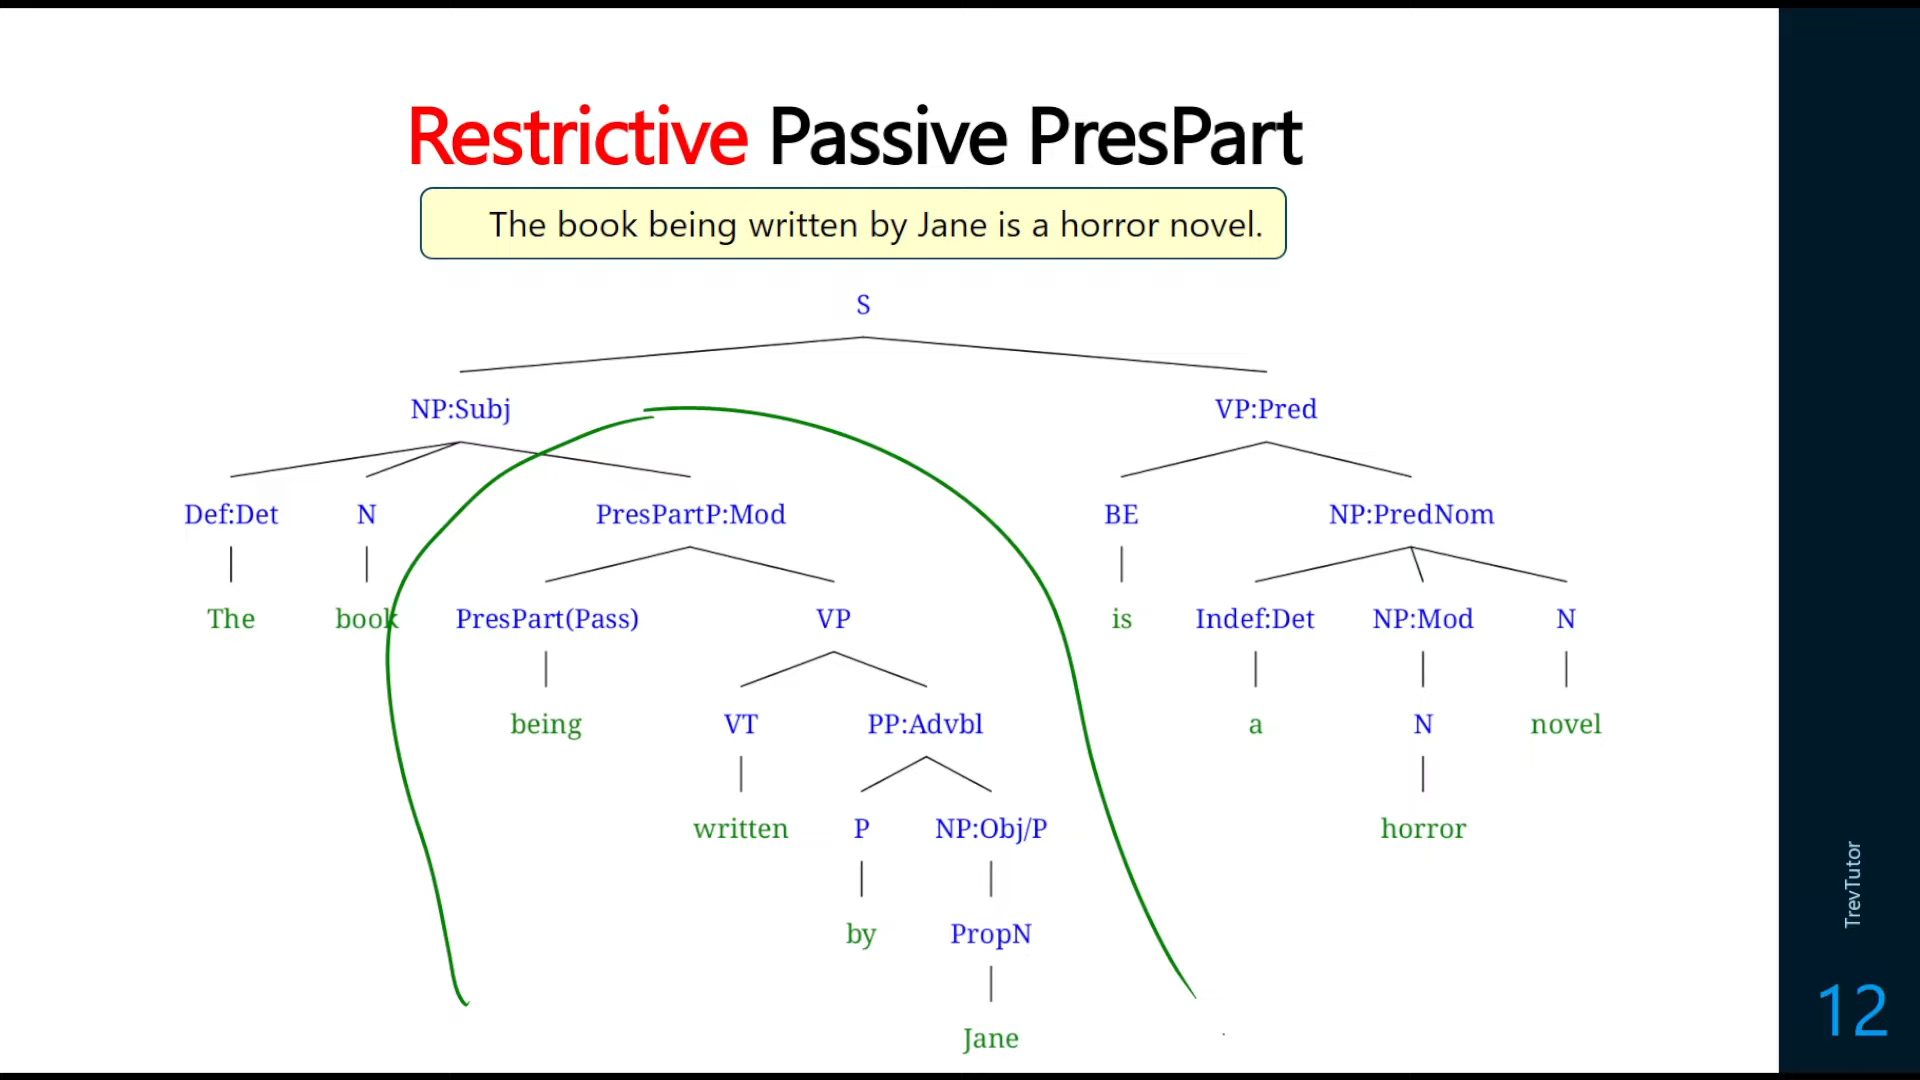 Restrictive Passive PresPart
The book being written by Jane is a horror novel.
S
NP:Subj VP:Pred
Def:Det N PresPartP:Mod BE NP:PredNom
The book PresPart(Pass) VP is Indef:Det NP:Mod N
being VT PP:Advbl a N novel
written P NP:Obj/P horror
by PropN
Jane
TrevTutor
12